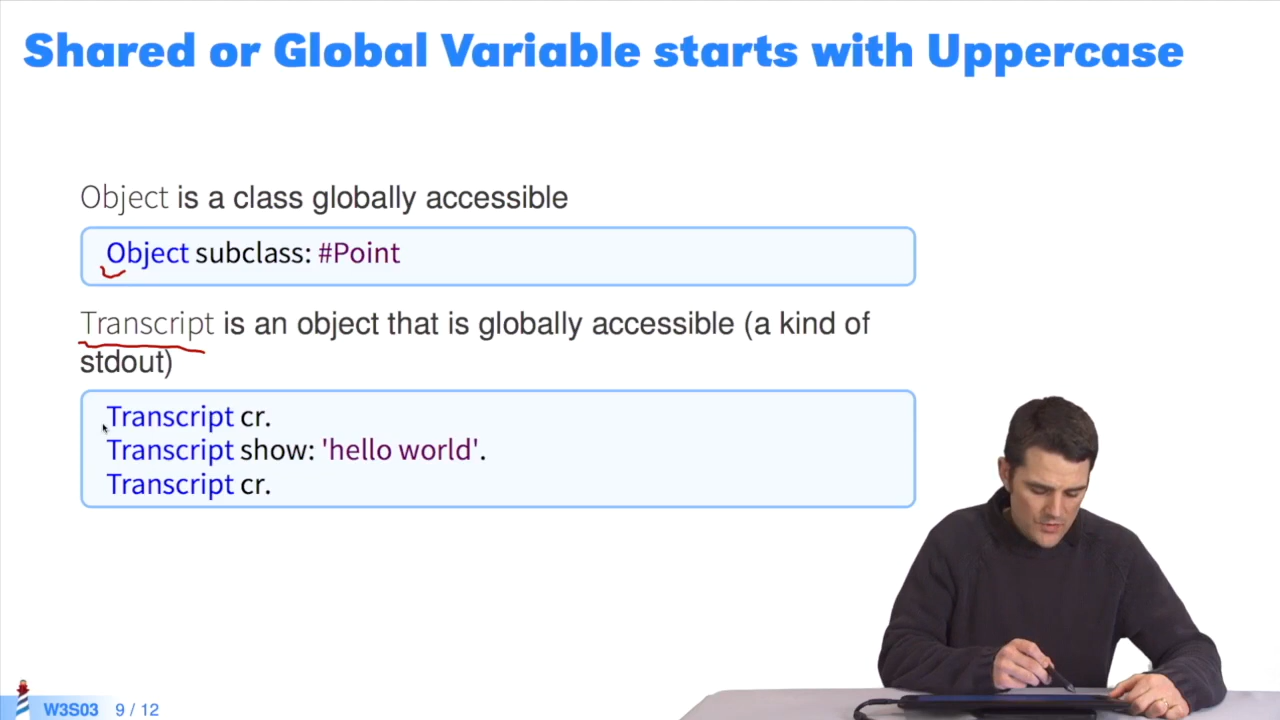 Shared or Global Variable starts with Uppercase
Object is a class globally accessible
Object subclass: #Point
Transcript is an object that is globally accessible (a kind of
stdout)
Transcript cr.
Transcript show: 'hello world'.
Transcript cr.
W3S03 9 / 12